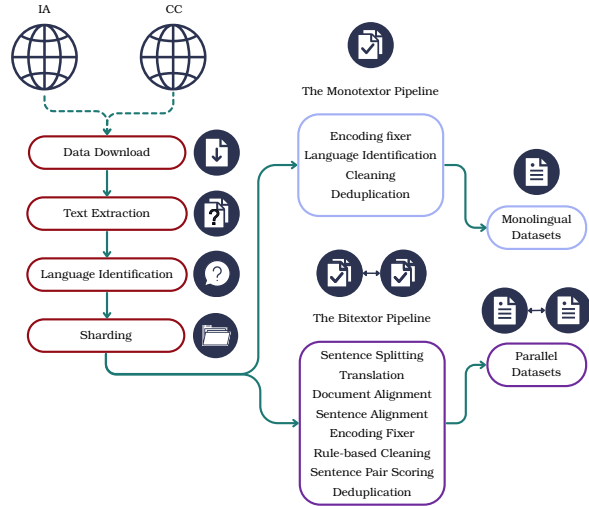 IA
CC
Data Download
Text Extraction
?
Language Identification
?
Sharding
The Monotextor Pipeline
Encoding fixer
Language Identification
Cleaning
Deduplication
Monolingual
Datasets
The Bitextor Pipeline
Sentence Splitting
Translation
Document Alignment
Sentence Alignment
Encoding Fixer
Rule-based Cleaning
Sentence Pair Scoring
Deduplication
Parallel
Datasets